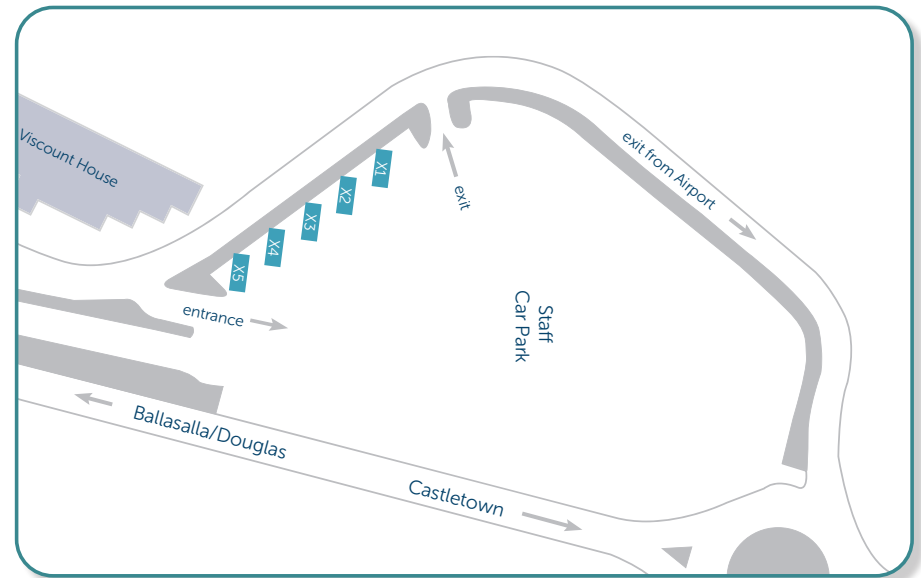 Viscount House
exit from Airport
X1
X2
X3
X4
X5
exit
entrance
Staff
Car Park
Ballasalla/Douglas
Castletown